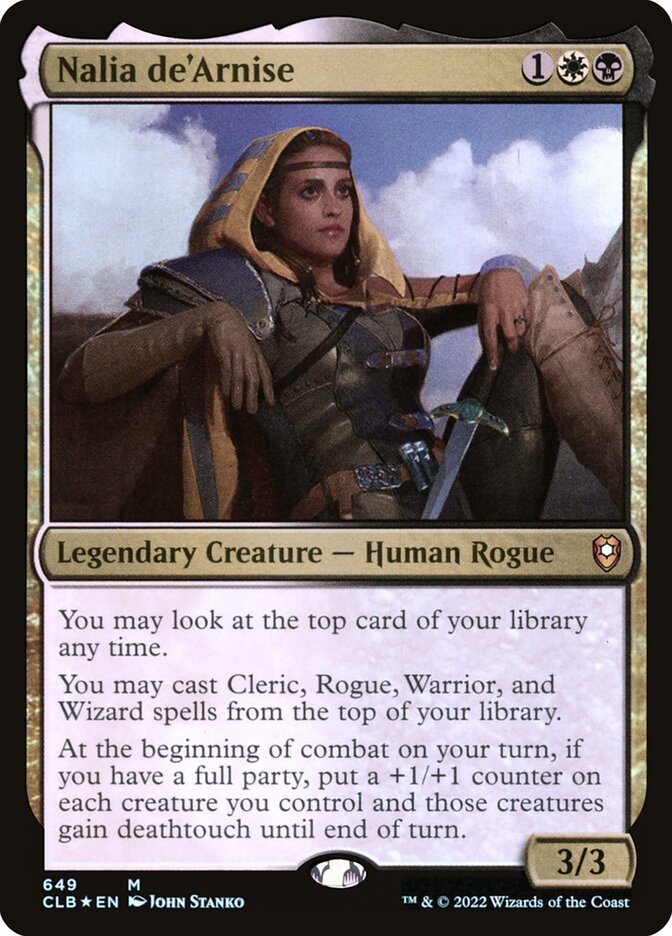 Nalia de'Arnise
1
Legendary Creature — Human Rogue
You may look at the top card of your library
any time.
You may cast Cleric, Rogue, Warrior, and
Wizard spells from the top of your library.
At the beginning of combat on your turn, if
you have a full party, put a +1/+1 counter on
each creature you control and those creatures
gain deathtouch until end of turn.
3/3
649 M
CLB★EN John Stanko
™ & © 2022 Wizards of the Coast